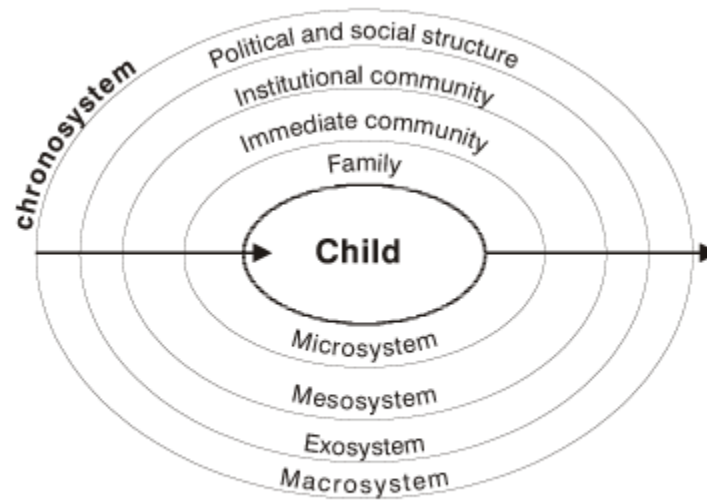 Political and social structure
chronosystem
Institutional community
Immediate community
Family
Child
Microsystem
Mesosystem
Exosystem
Macrosystem